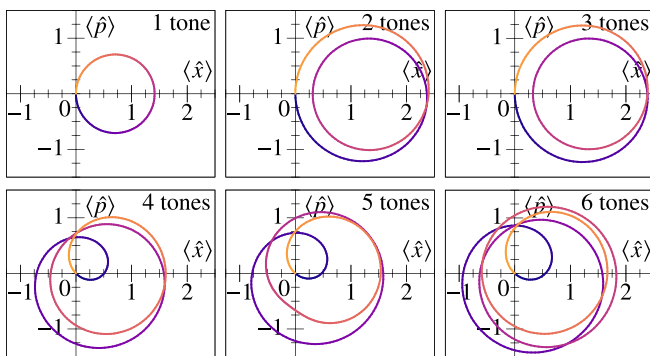 ⟨p̂⟩ 1 tone
1
⟨x̂⟩
0
−1 1 2
−1
⟨p̂⟩ 2 tones
1
⟨x̂⟩
0
−1 1 2
−1
⟨p̂⟩ 3 tones
1
⟨x̂⟩
0
−1 1 2
−1
⟨p̂⟩ 4 tones
1
⟨x̂⟩
0
−1 1 2
−1
⟨p̂⟩ 5 tones
1
⟨x̂⟩
0
−1 1 2
−1
⟨p̂⟩ 6 tones
1
⟨x̂⟩
0
−1 1 2
−1